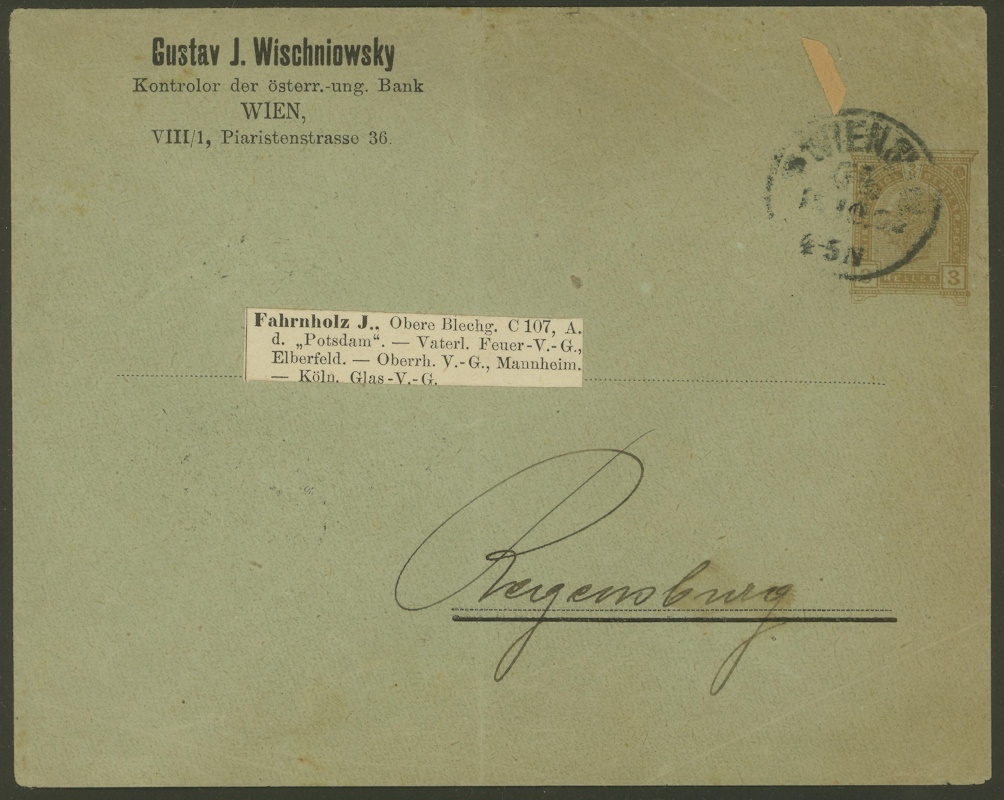 Gustav J. Wischniowsky
Kontrolor der österr.-ung. Bank
WIEN,
VIII/1, Piaristenstrasse 36.
WIEN
4-5N
HELLER 3
Fahrnholz J.. Obere Blechg. C 107, A.
d. „Potsdam“. — Vaterl. Feuer-V.-G.,
Elberfeld. — Oberrh. V.-G., Mannheim.
— Köln. Glas-V.-G.
Regensburg